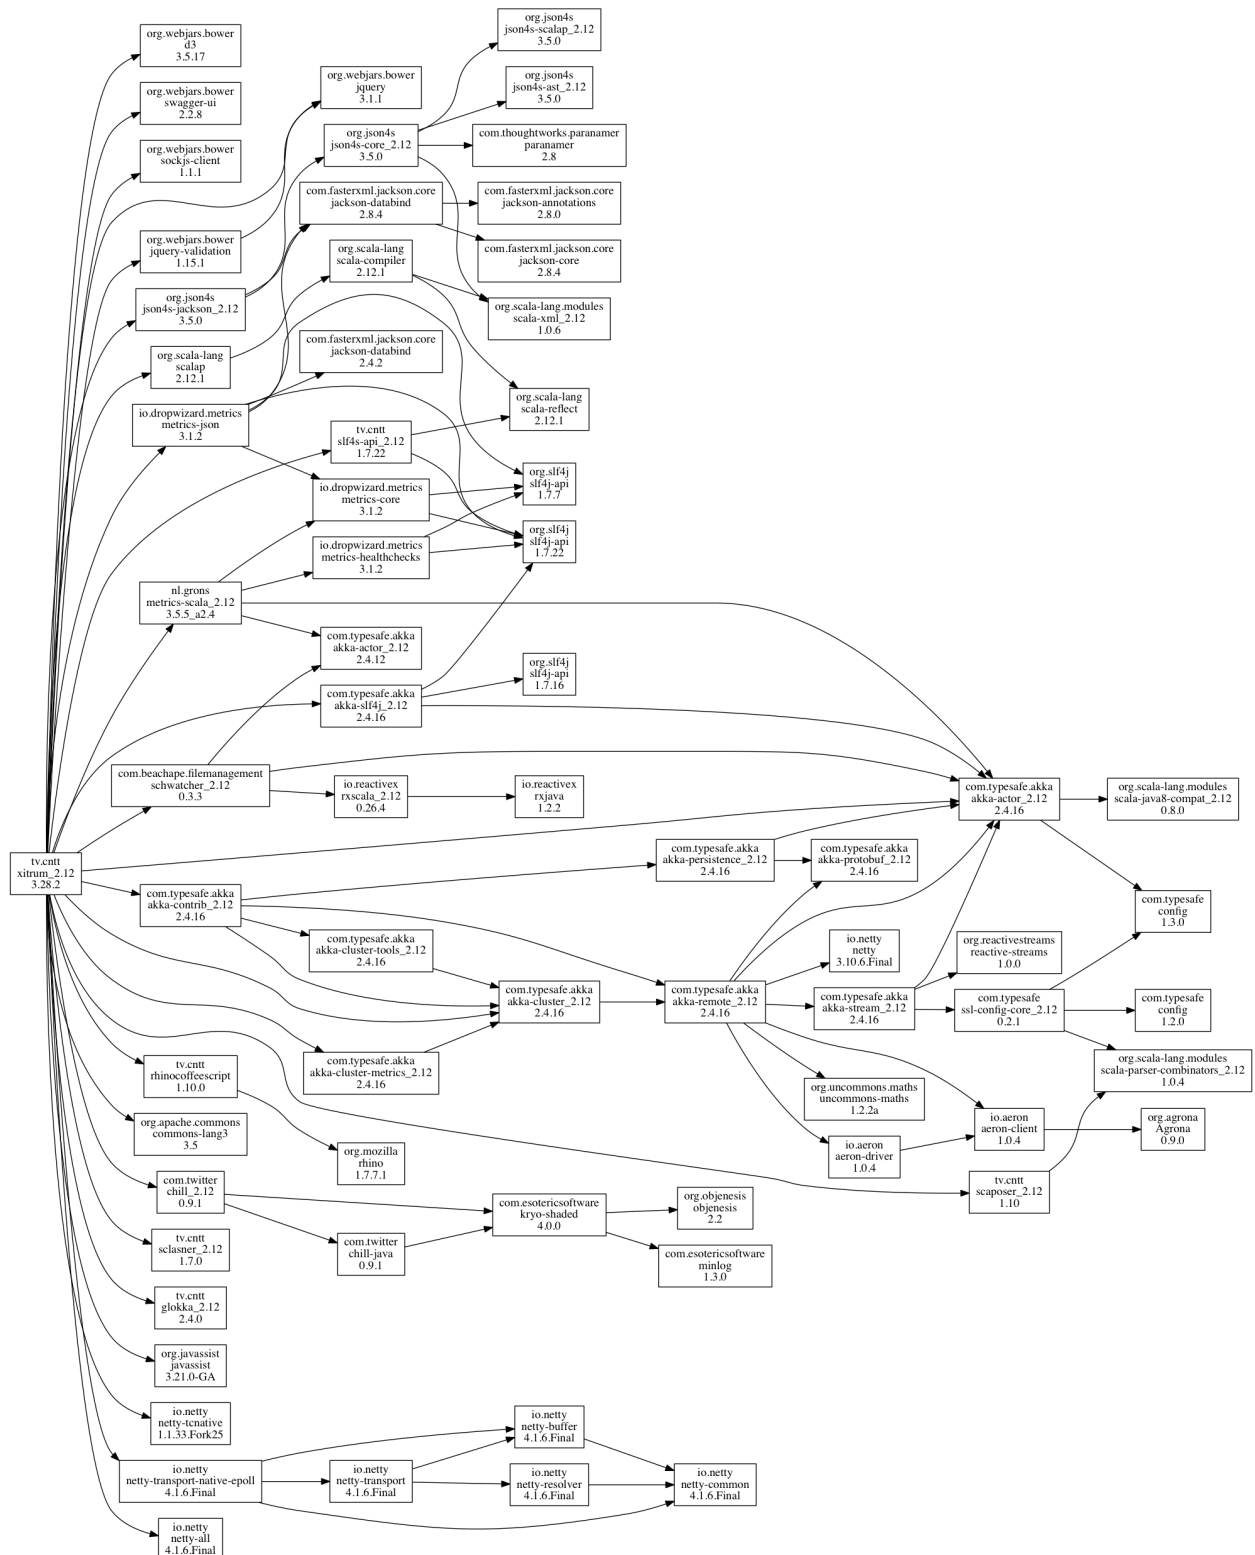 org.webjars.bower
d3
3.5.17
org.webjars.bower
swagger-ui
2.2.8
org.webjars.bower
sockjs-client
1.1.1
org.webjars.bower
jquery-validation
1.15.1
org.json4s
json4s-jackson_2.12
3.5.0
org.scala-lang
scalap
2.12.1
io.dropwizard.metrics
metrics-json
3.1.2
nl.grons
metrics-scala_2.12
3.5.5_a2.4
com.beachape.filemanagement
schwatcher_2.12
0.3.3
tv.cntt
xitrum_2.12
3.28.2
com.typesafe.akka
akka-contrib_2.12
2.4.16
tv.cntt
rhinocoffeescript
1.10.0
org.apache.commons
commons-lang3
3.5
com.twitter
chill_2.12
0.9.1
tv.cntt
sclasner_2.12
1.7.0
tv.cntt
glokka_2.12
2.4.0
org.javassist
javassist
3.21.0-GA
io.netty
netty-tcnative
1.1.33.Fork25
io.netty
netty-transport-native-epoll
4.1.6.Final
io.netty
netty-all
4.1.6.Final
org.webjars.bower
jquery
3.1.1
org.json4s
json4s-core_2.12
3.5.0
com.fasterxml.jackson.core
jackson-databind
2.8.4
org.scala-lang
scala-compiler
2.12.1
com.fasterxml.jackson.core
jackson-databind
2.4.2
tv.cntt
slf4s-api_2.12
1.7.22
io.dropwizard.metrics
metrics-core
3.1.2
io.dropwizard.metrics
metrics-healthchecks
3.1.2
com.typesafe.akka
akka-actor_2.12
2.4.12
com.typesafe.akka
akka-slf4j_2.12
2.4.16
io.reactivex
rxscala_2.12
0.26.4
com.typesafe.akka
akka-cluster-tools_2.12
2.4.16
com.typesafe.akka
akka-cluster-metrics_2.12
2.4.16
org.mozilla
rhino
1.7.7.1
com.twitter
chill-java
0.9.1
io.netty
netty-transport
4.1.6.Final
org.json4s
json4s-scalap_2.12
3.5.0
org.json4s
json4s-ast_2.12
3.5.0
com.thoughtworks.paranamer
paranamer
2.8
com.fasterxml.jackson.core
jackson-annotations
2.8.0
com.fasterxml.jackson.core
jackson-core
2.8.4
org.scala-lang.modules
scala-xml_2.12
1.0.6
org.scala-lang
scala-reflect
2.12.1
org.slf4j
slf4j-api
1.7.7
org.slf4j
slf4j-api
1.7.22
org.slf4j
slf4j-api
1.7.16
io.reactivex
rxjava
1.2.2
com.typesafe.akka
akka-cluster_2.12
2.4.16
com.esotericsoftware
kryo-shaded
4.0.0
io.netty
netty-buffer
4.1.6.Final
io.netty
netty-resolver
4.1.6.Final
com.typesafe.akka
akka-persistence_2.12
2.4.16
com.typesafe.akka
akka-remote_2.12
2.4.16
org.objenesis
objenesis
2.2
com.esotericsoftware
minlog
1.3.0
io.netty
netty-common
4.1.6.Final
com.typesafe.akka
akka-protobuf_2.12
2.4.16
io.netty
netty
3.10.6.Final
com.typesafe.akka
akka-stream_2.12
2.4.16
org.uncommons.maths
uncommons-maths
1.2.2a
io.aeron
aeron-driver
1.0.4
com.typesafe.akka
akka-actor_2.12
2.4.16
org.reactivestreams
reactive-streams
1.0.0
com.typesafe
ssl-config-core_2.12
0.2.1
io.aeron
aeron-client
1.0.4
tv.cntt
scaposer_2.12
1.10
org.scala-lang.modules
scala-java8-compat_2.12
0.8.0
com.typesafe
config
1.3.0
com.typesafe
config
1.2.0
org.scala-lang.modules
scala-parser-combinators_2.12
1.0.4
org.agrona
Agrona
0.9.0